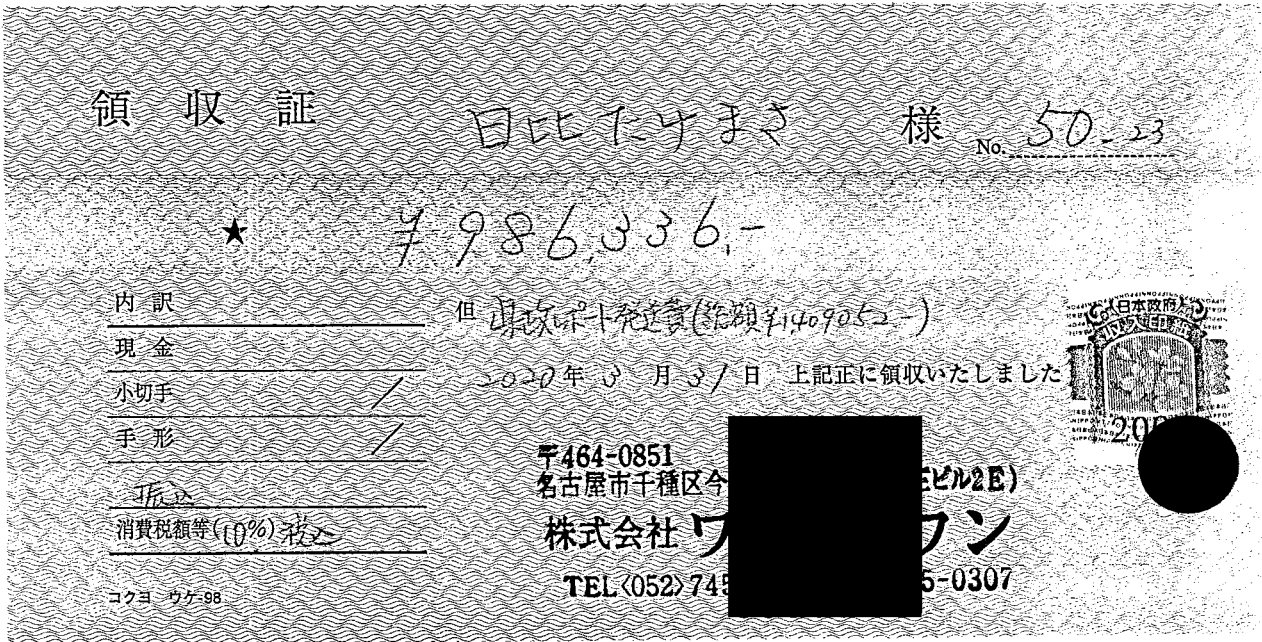 領収証 日比たけまさ 様 No. 50-23
★ ¥986,336.-
内訳
但 県政レポート発送費(総額¥1409052-)
現金
2020年3月31日 上記正に領収いたしました
小切手 /
手形 /
振込
消費税額等(10%)税込
コクヨ ウケ-98
日本政府
200
〒464-0851
名古屋市千種区今 ビル2E)
株式会社 ワ フン
TEL〈052〉745 5-0307